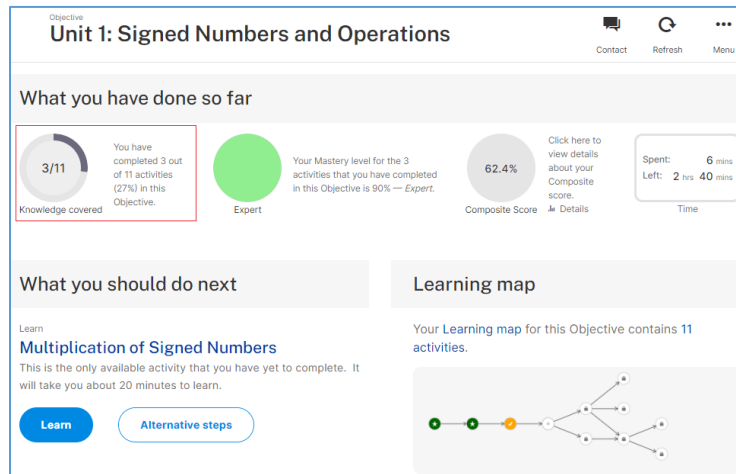 Objective
Unit 1: Signed Numbers and Operations
Contact
Refresh
Menu
What you have done so far
3/11
Knowledge covered
You have
completed 3 out
of 11 activities
(27%) in this
Objective.
Expert
Your Mastery level for the 3
activities that you have completed
in this Objective is 90% — Expert.
62.4%
Composite Score
Click here to
view details
about your
Composite
score.
Details
Spent: 6 mins
Left: 2 hrs 40 mins
Time
What you should do next
Learn
Multiplication of Signed Numbers
This is the only available activity that you have yet to complete. It
will take you about 20 minutes to learn.
Learn
Alternative steps
Learning map
Your Learning map for this Objective contains 11
activities.